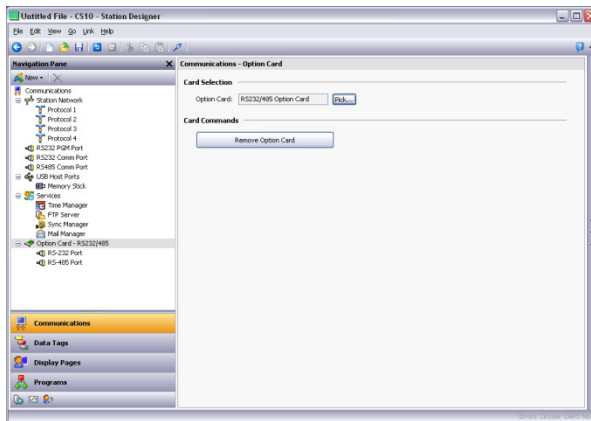 Untitled File - CS10 - Station Designer
File Edit View Go Link Help
Navigation Pane
Communications - Option Card
New
Card Selection
Option Card: RS232/485 Option Card Pick...
Card Commands
Remove Option Card
Communications
Station Network
Protocol 1
Protocol 2
Protocol 3
Protocol 4
RS232 PGM Port
RS232 Comm Port
RS485 Comm Port
USB Host Ports
Memory Stick
Services
Time Manager
FTP Server
Sync Manager
Mail Manager
Option Card - RS232/485
RS-232 Port
RS-485 Port
Communications
Data Tags
Display Pages
Programs
Errors Circular CAPS